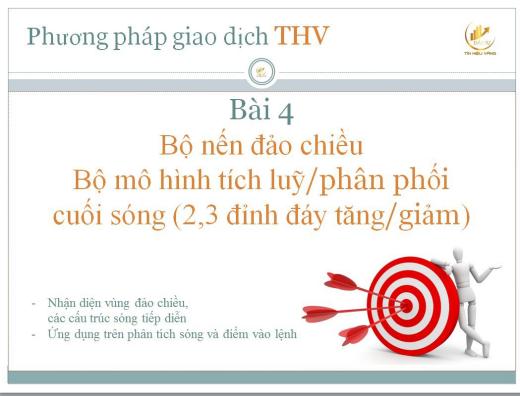 Phương pháp giao dịch THV
TÍN HIỆU VÀNG
Bài 4
Bộ nến đảo chiều
Bộ mô hình tích luỹ/phân phối
cuối sóng (2,3 đỉnh đáy tăng/giảm)
- Nhận diện vùng đảo chiều,
các cấu trúc sóng tiếp diễn
- Ứng dụng trên phân tích sóng và điểm vào lệnh